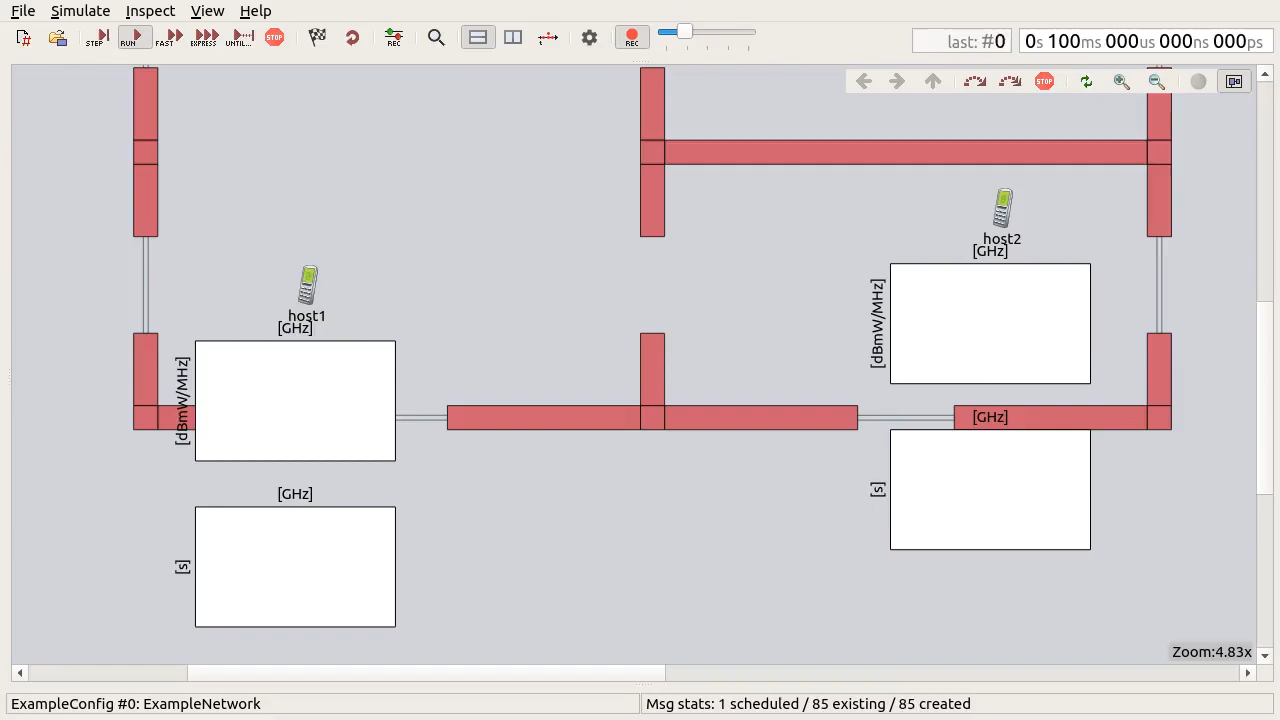 File Simulate Inspect View Help
STEP RUN FAST EXPRESS UNTIL... STOP REC REC last: #0 0s 100ms 000us 000ns 000ps
STOP
host2
[GHz]
[dBmW/MHz]
host1
[GHz]
[dBmW/MHz]
[GHz]
[s]
[GHz]
[s]
Zoom:4.83x
ExampleConfig #0: ExampleNetwork Msg stats: 1 scheduled / 85 existing / 85 created